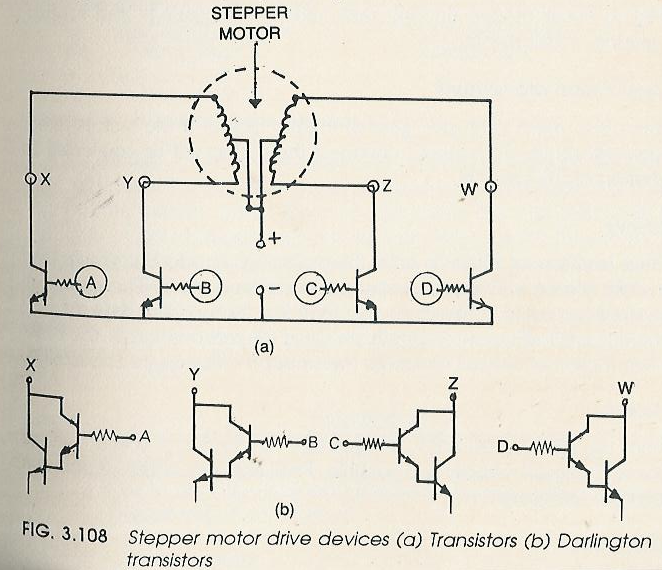 STEPPER
MOTOR
X
Y
Z
W
+
A
B
-
C
D
(a)
X
Y
Z
W
A
B
C
D
(b)
FIG. 3.108 Stepper motor drive devices (a) Transistors (b) Darlington
transistors